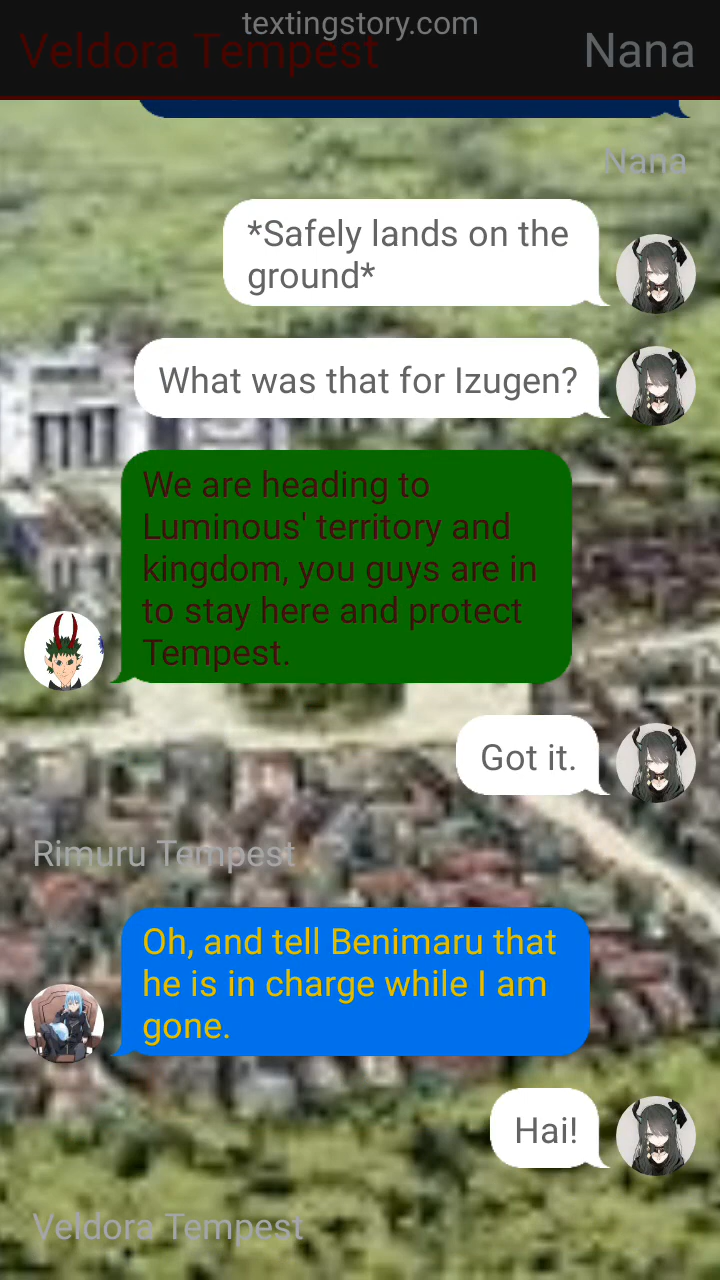 textingstory.com
Veldora Tempest
Nana
Nana
*Safely lands on the
ground*
What was that for Izugen?
We are heading to
Luminous' territory and
kingdom, you guys are in
to stay here and protect
Tempest.
Got it.
Rimuru Tempest
Oh, and tell Benimaru that
he is in charge while I am
gone.
Hai!
Veldora Tempest